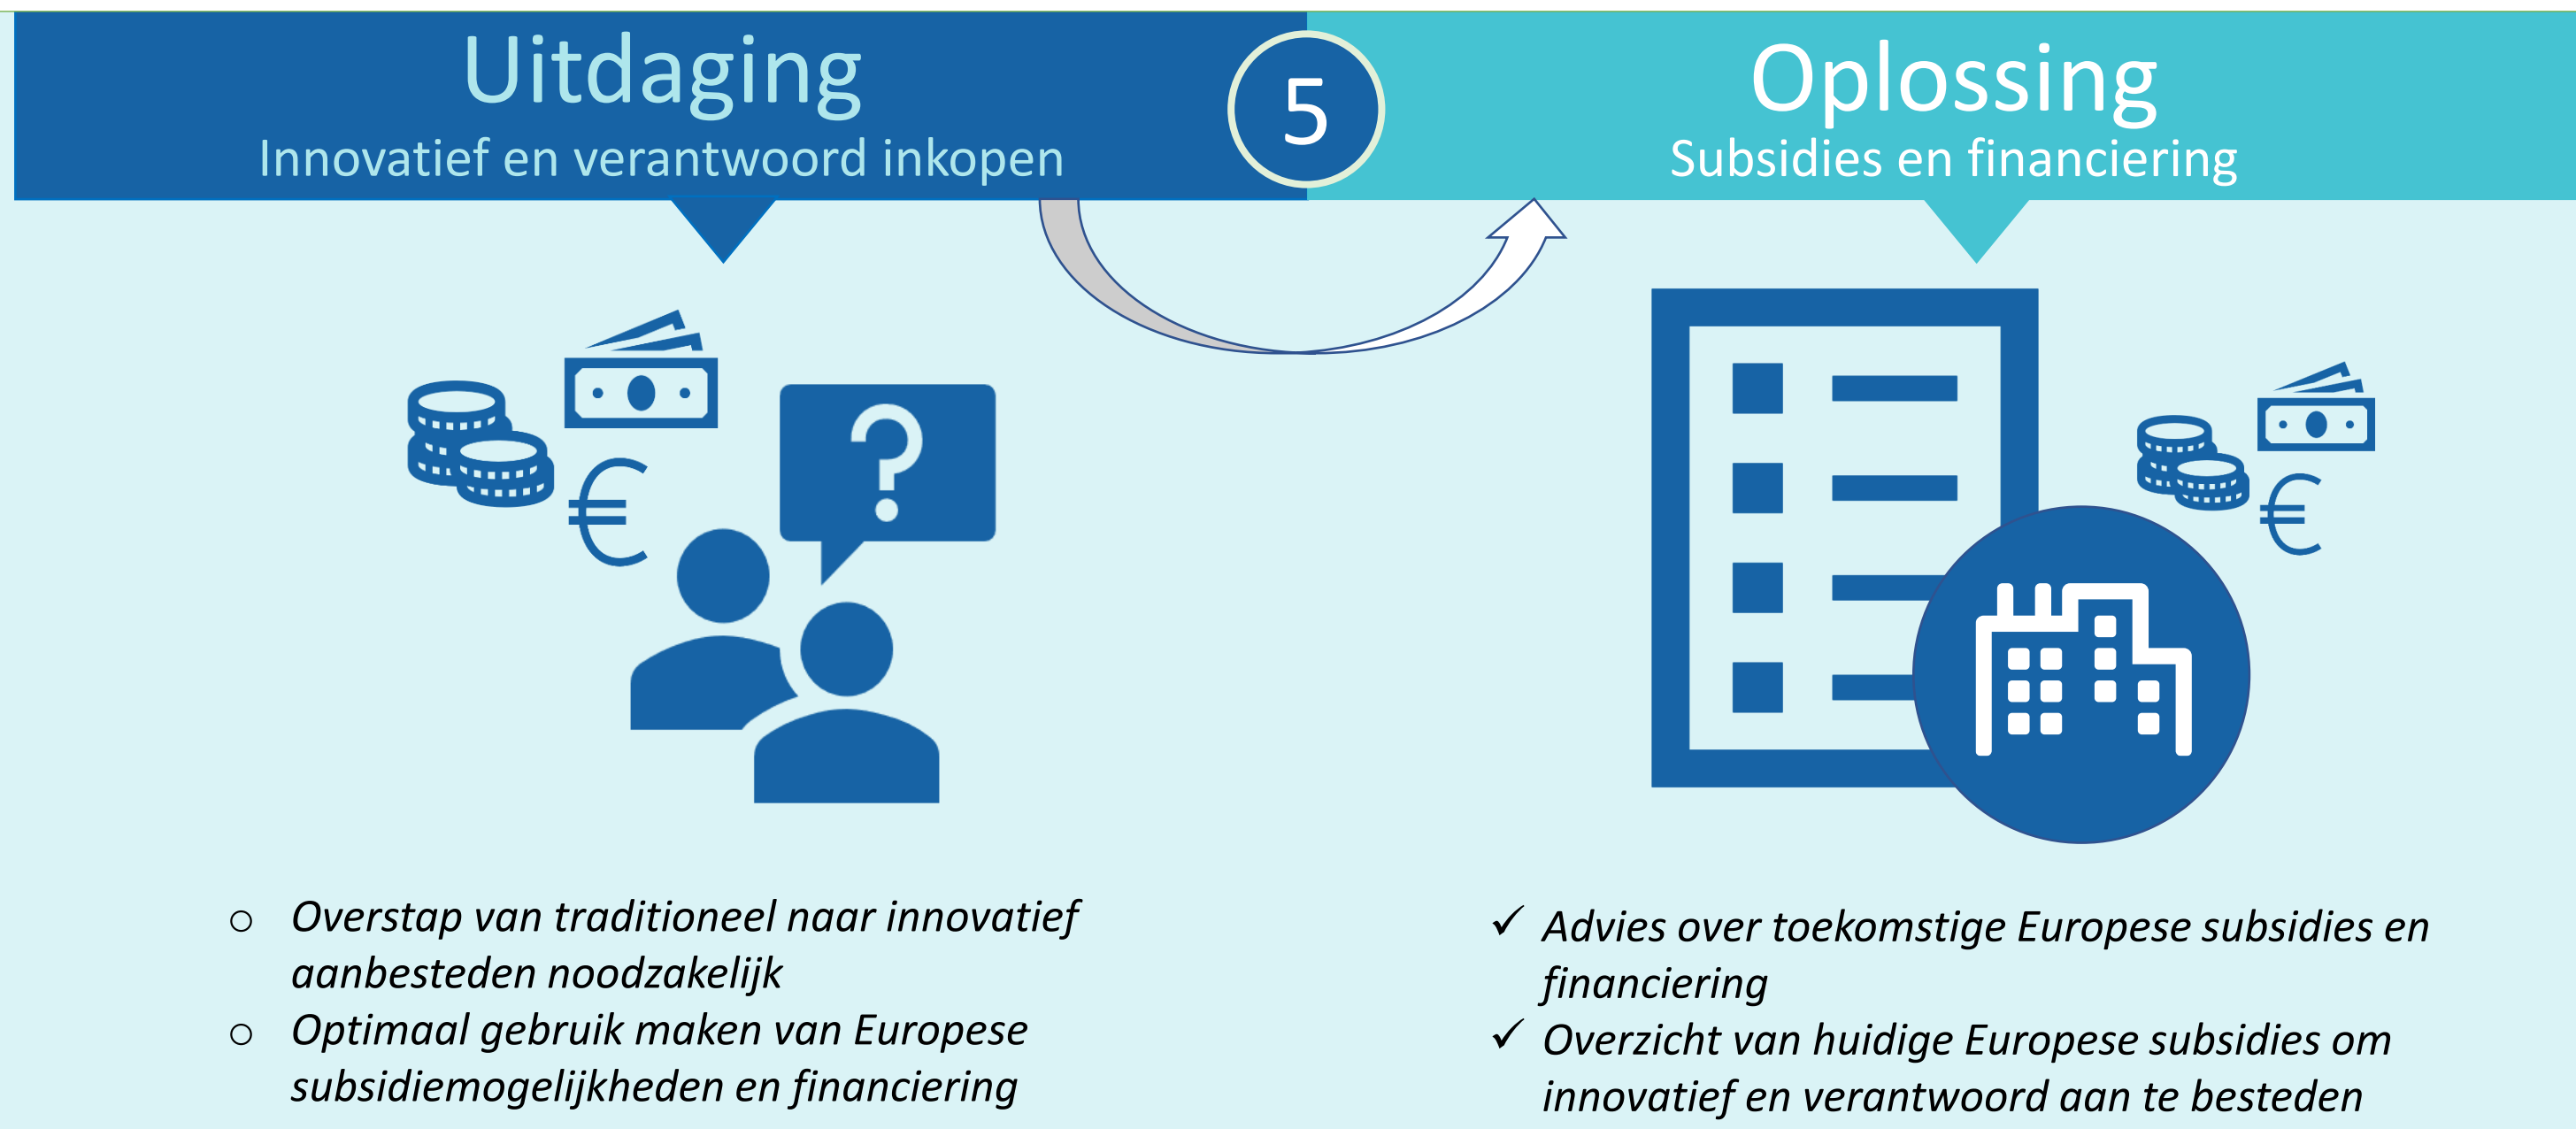 Uitdaging
Innovatief en verantwoord inkopen
5
Oplossing
Subsidies en financiering
€
?
€
o Overstap van traditioneel naar innovatief
aanbesteden noodzakelijk
o Optimaal gebruik maken van Europese
subsidiemogelijkheden en financiering
✓ Advies over toekomstige Europese subsidies en
financiering
✓ Overzicht van huidige Europese subsidies om
innovatief en verantwoord aan te besteden